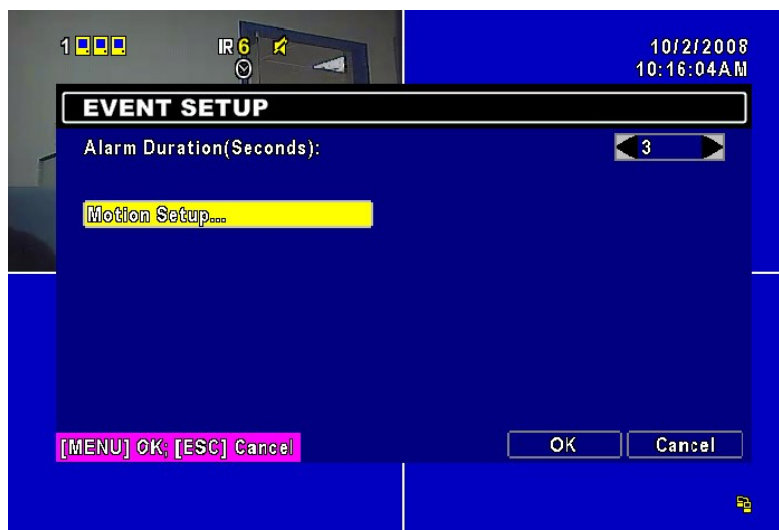 1 IR 6
10/2/2008
10:16:04AM
EVENT SETUP
Alarm Duration(Seconds):
3
Motion Setup...
[MENU] OK; [ESC] Cancel
OK
Cancel